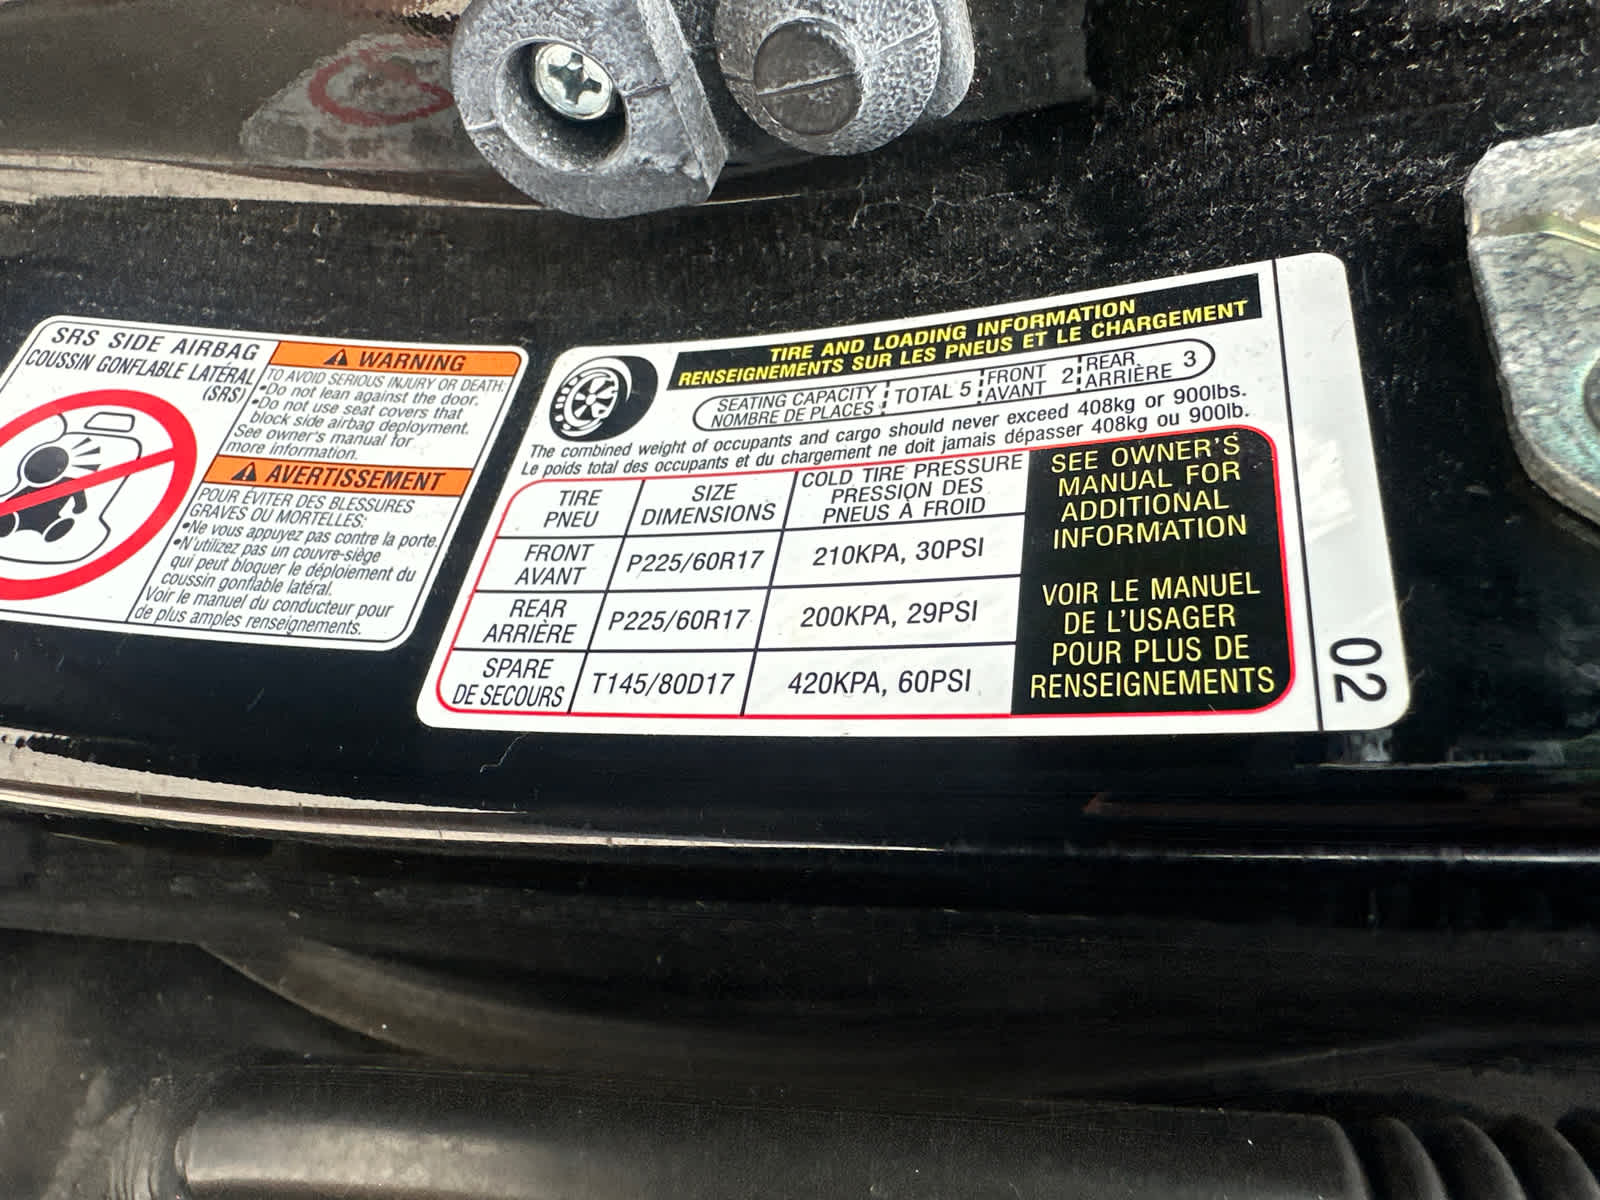 SRS SIDE AIRBAG
COUSSIN GONFLABLE LATÉRAL
(SRS)
WARNING
TO AVOID SERIOUS INJURY OR DEATH:
•Do not lean against the door.
•Do not use seat covers that
block side airbag deployment.
See owner's manual for
more information.
AVERTISSEMENT
POUR ÉVITER DES BLESSURES
GRAVES OU MORTELLES:
•Ne vous appuyez pas contre la porte.
•N'utilizez pas un couvre-siège
qui peut bloquer le déploiement du
coussin gonflable latéral.
Voir le manuel du conducteur pour
de plus amples renseignements.
TIRE AND LOADING INFORMATION
RENSEIGNEMENTS SUR LES PNEUS ET LE CHARGEMENT
SEATING CAPACITY
NOMBRE DE PLACES
TOTAL 5
FRONT
AVANT
2
REAR
ARRIÈRE
3
The combined weight of occupants and cargo should never exceed 408kg or 900lbs.
Le poids total des occupants et du chargement ne doit jamais dépasser 408kg ou 900lb.
TIRE
PNEU
SIZE
DIMENSIONS
COLD TIRE PRESSURE
PRESSION DES
PNEUS À FROID
FRONT
AVANT
P225/60R17
210KPA, 30PSI
REAR
ARRIÈRE
P225/60R17
200KPA, 29PSI
SPARE
DE SECOURS
T145/80D17
420KPA, 60PSI
SEE OWNER'S
MANUAL FOR
ADDITIONAL
INFORMATION
VOIR LE MANUEL
DE L'USAGER
POUR PLUS DE
RENSEIGNEMENTS
02